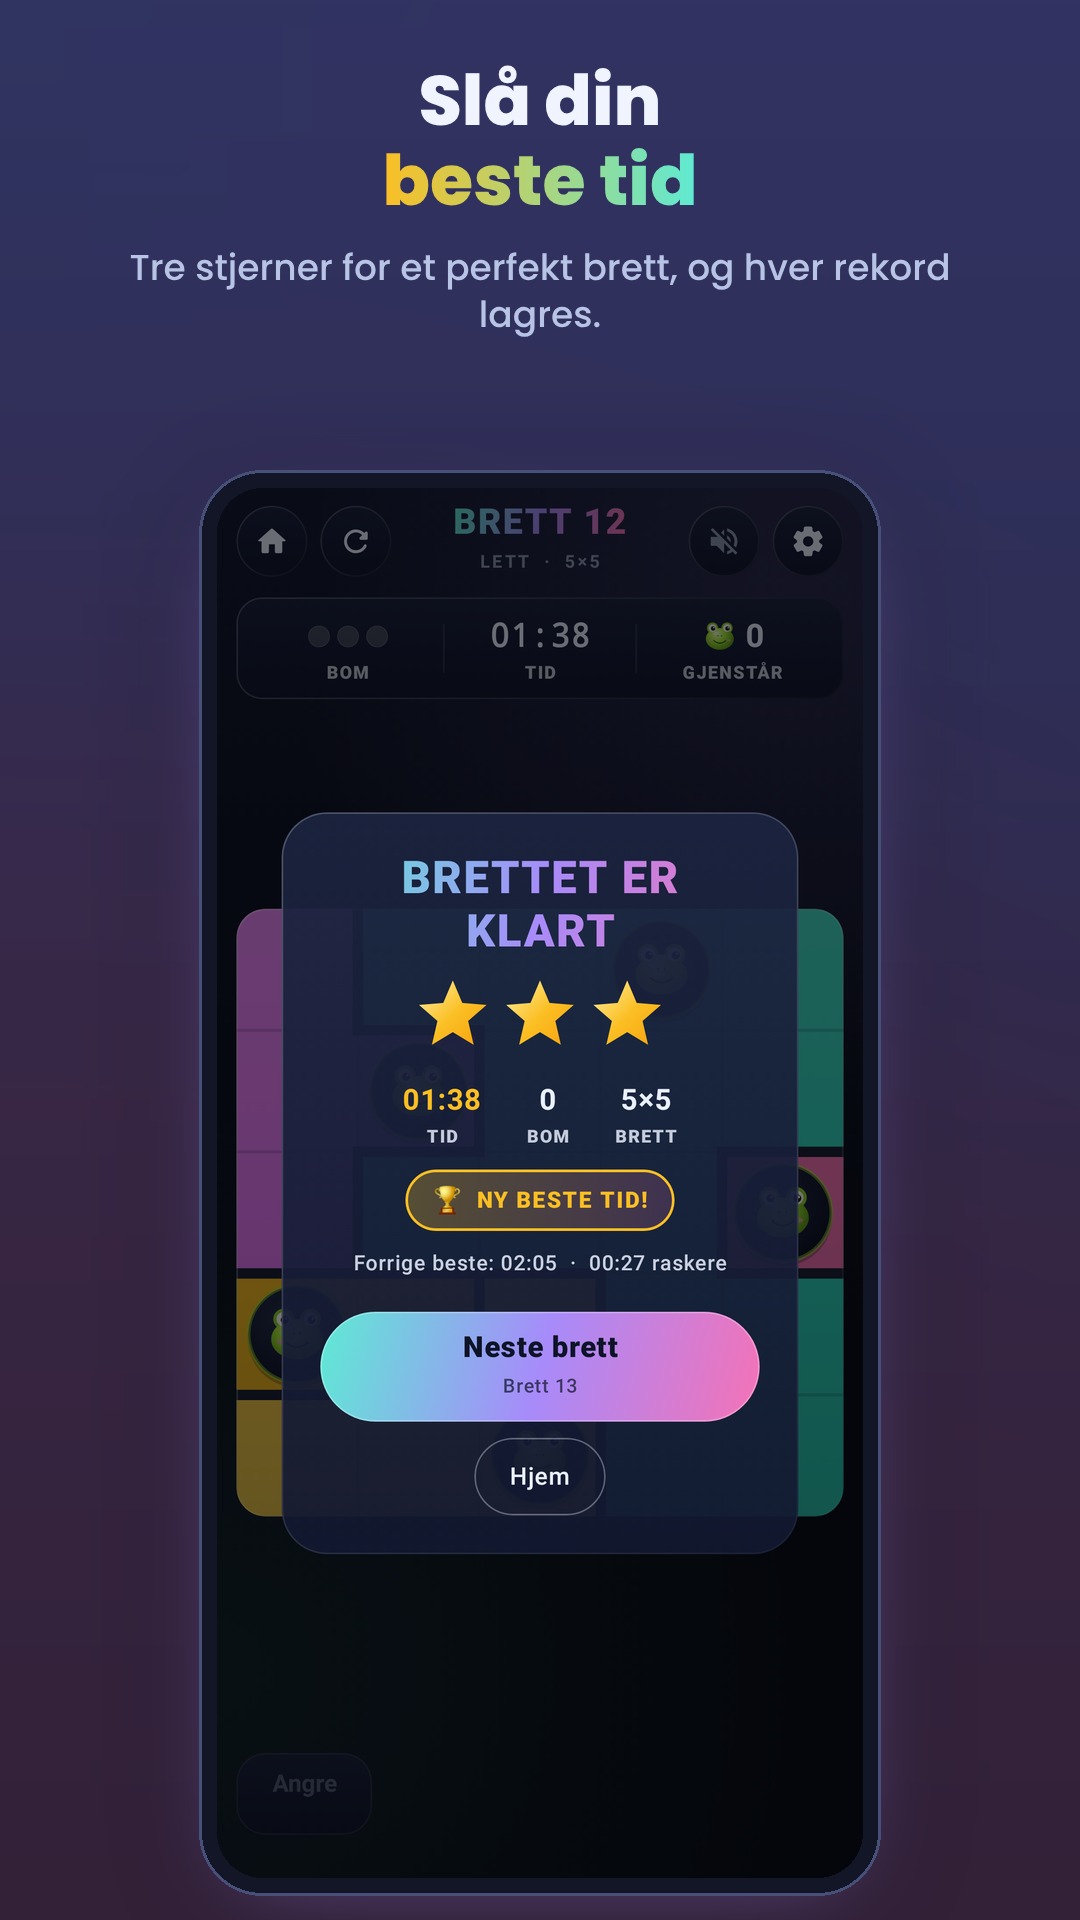 Slå din
beste tid
Tre stjerner for et perfekt brett, og hver rekord
lagres.
BRETT 12
LETT · 5×5
01:38
0
BOM
TID
GJENSTÅR
BRETTET ER
KLART
01:38
0
5×5
TID
BOM
BRETT
NY BESTE TID!
Forrige beste: 02:05 · 00:27 raskere
Neste brett
Brett 13
Hjem
Angre